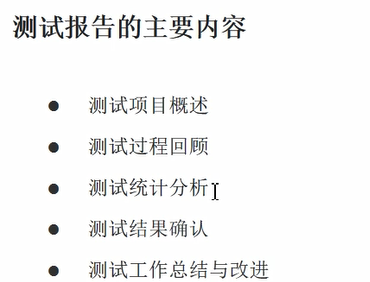 测试报告的主要内容
● 测试项目概述
● 测试过程回顾
● 测试统计分析
● 测试结果确认
● 测试工作总结与改进